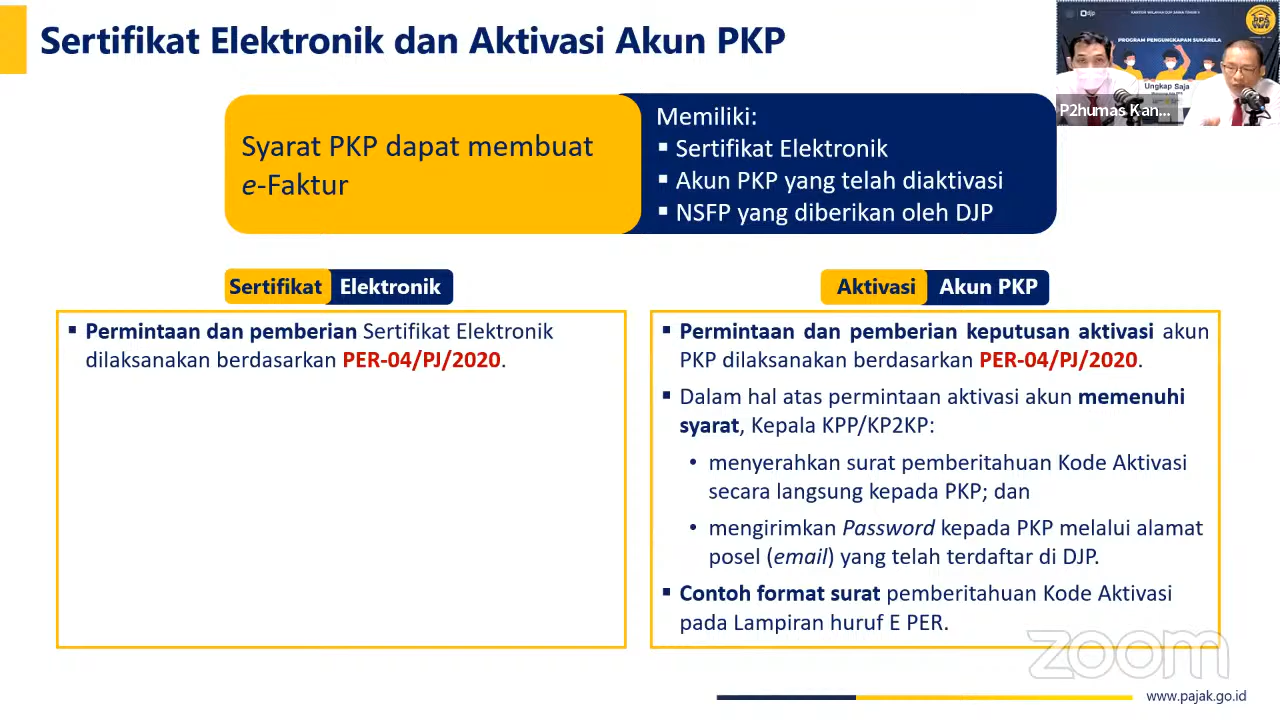 Sertifikat Elektronik dan Aktivasi Akun PKP
PROGRAM PENGUNGKAPAN SUKARELA
Ungkap Saja
P2humas Kan...
Syarat PKP dapat membuat
e-Faktur
Memiliki:
▪ Sertifikat Elektronik
▪ Akun PKP yang telah diaktivasi
▪ NSFP yang diberikan oleh DJP
Sertifikat Elektronik
▪ Permintaan dan pemberian Sertifikat Elektronik
dilaksanakan berdasarkan PER-04/PJ/2020.
Aktivasi Akun PKP
▪ Permintaan dan pemberian keputusan aktivasi akun
PKP dilaksanakan berdasarkan PER-04/PJ/2020.
▪ Dalam hal atas permintaan aktivasi akun memenuhi
syarat, Kepala KPP/KP2KP:
• menyerahkan surat pemberitahuan Kode Aktivasi
secara langsung kepada PKP; dan
• mengirimkan Password kepada PKP melalui alamat
posel (email) yang telah terdaftar di DJP.
▪ Contoh format surat pemberitahuan Kode Aktivasi
pada Lampiran huruf E PER.
zoom
www.pajak.go.id